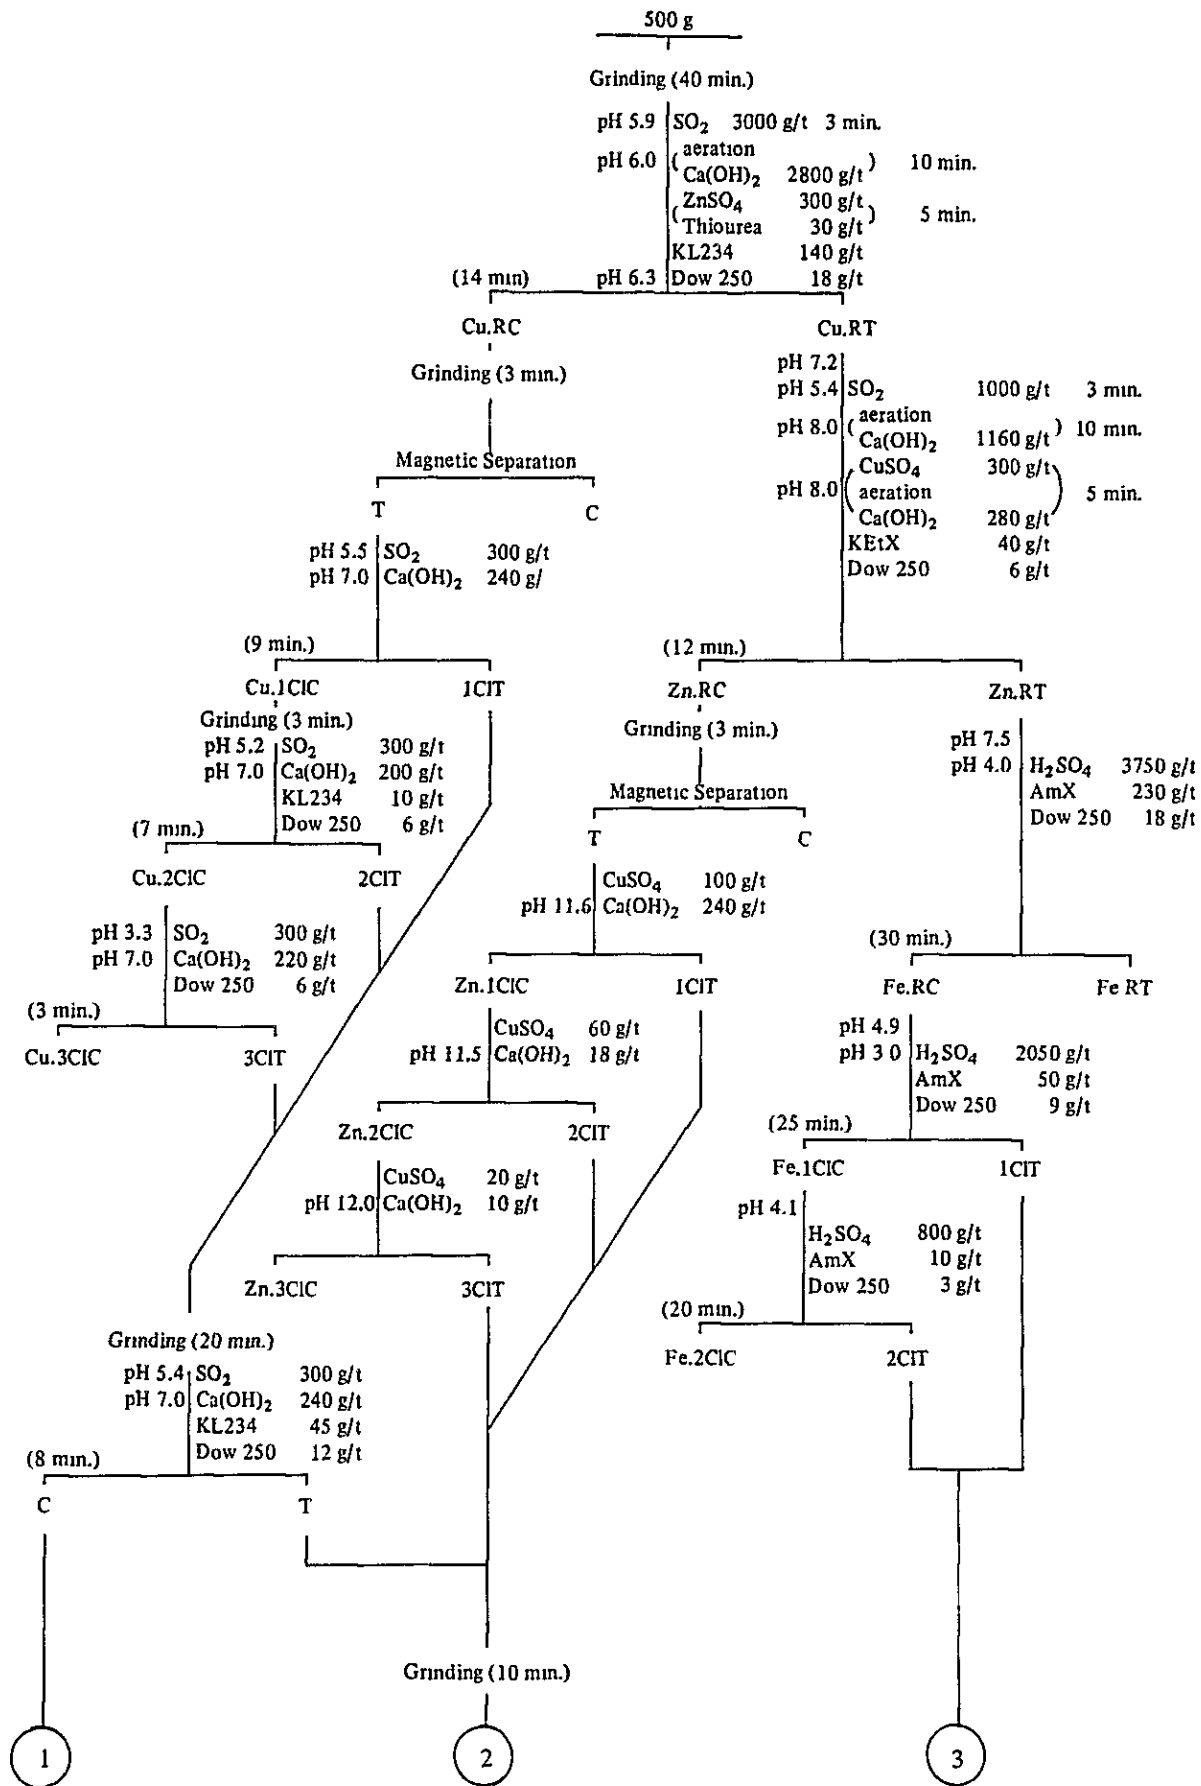 500 g
Grinding (40 min.)
pH 5.9 SO₂ 3000 g/t 3 min.
pH 6.0 ( aeration
Ca(OH)₂ 2800 g/t ) 10 min.
( ZnSO₄ 300 g/t
Thiourea 30 g/t ) 5 min.
KL234 140 g/t
(14 min) pH 6.3 Dow 250 18 g/t
Cu.RC Cu.RT
Grinding (3 min.)
pH 7.2
pH 5.4 SO₂ 1000 g/t 3 min.
pH 8.0 ( aeration
Ca(OH)₂ 1160 g/t ) 10 min.
pH 8.0 ( CuSO₄ 300 g/t
aeration
Ca(OH)₂ 280 g/t ) 5 min.
KEtX 40 g/t
Dow 250 6 g/t
Magnetic Separation
T C
pH 5.5 SO₂ 300 g/t
pH 7.0 Ca(OH)₂ 240 g/
(9 min.)
Cu.1ClC 1ClT
(12 min.)
Zn.RC Zn.RT
Grinding (3 min.)
pH 5.2 SO₂ 300 g/t
pH 7.0 Ca(OH)₂ 200 g/t
KL234 10 g/t
Dow 250 6 g/t
(7 min.)
Cu.2ClC 2ClT
pH 3.3 SO₂ 300 g/t
pH 7.0 Ca(OH)₂ 220 g/t
Dow 250 6 g/t
(3 min.)
Cu.3ClC 3ClT
Grinding (3 min.)
Magnetic Separation
T C
CuSO₄ 100 g/t
pH 11.6 Ca(OH)₂ 240 g/t
Zn.1ClC 1ClT
CuSO₄ 60 g/t
pH 11.5 Ca(OH)₂ 18 g/t
Zn.2ClC 2ClT
CuSO₄ 20 g/t
pH 12.0 Ca(OH)₂ 10 g/t
Zn.3ClC 3ClT
pH 7.5
pH 4.0 H₂SO₄ 3750 g/t
AmX 230 g/t
Dow 250 18 g/t
(30 min.)
Fe.RC Fe RT
pH 4.9
pH 3 0 H₂SO₄ 2050 g/t
AmX 50 g/t
Dow 250 9 g/t
(25 min.)
Fe.1ClC 1ClT
pH 4.1
H₂SO₄ 800 g/t
AmX 10 g/t
Dow 250 3 g/t
(20 min.)
Fe.2ClC 2ClT
Grinding (20 min.)
pH 5.4 SO₂ 300 g/t
pH 7.0 Ca(OH)₂ 240 g/t
KL234 45 g/t
Dow 250 12 g/t
(8 min.)
C T
Grinding (10 min.)
1 2 3